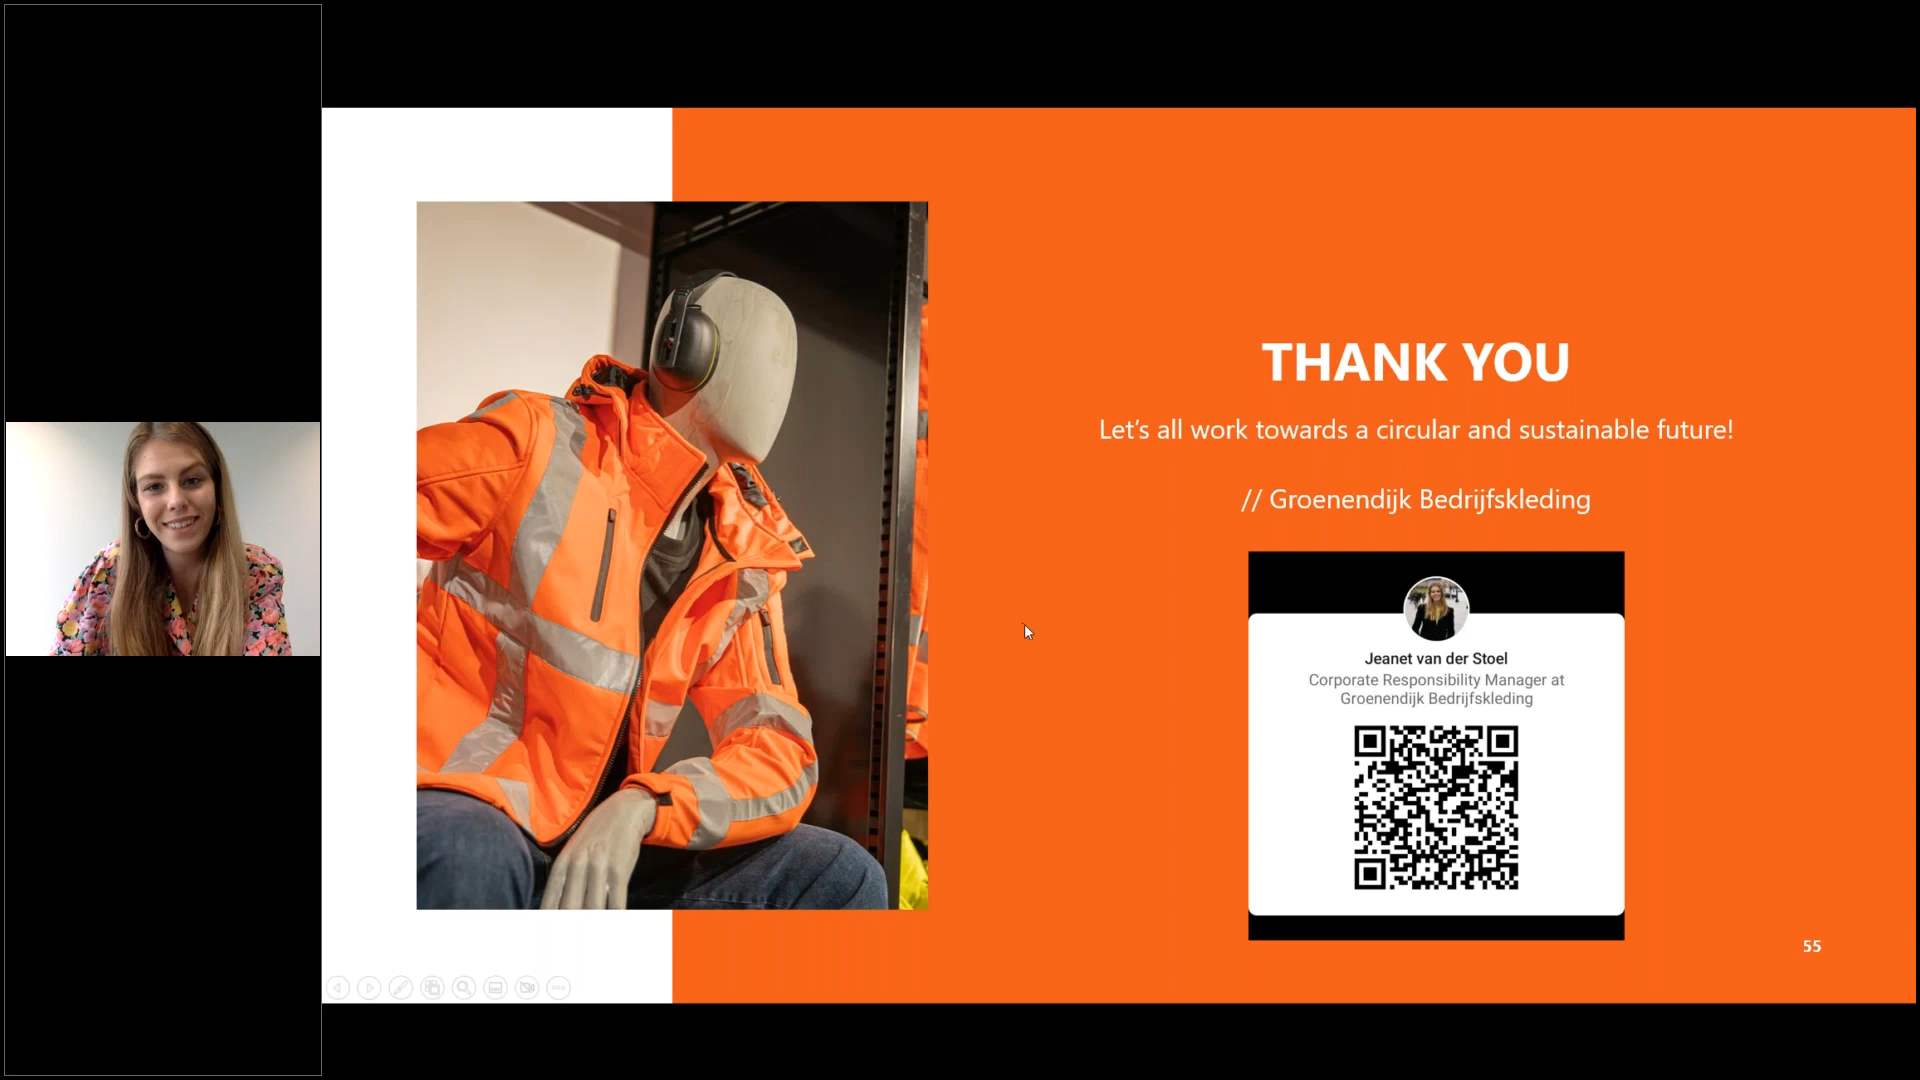 THANK YOU
Let's all work towards a circular and sustainable future!
// Groenendijk Bedrijfskleding
Jeanet van der Stoel
Corporate Responsibility Manager at
Groenendijk Bedrijfskleding
55